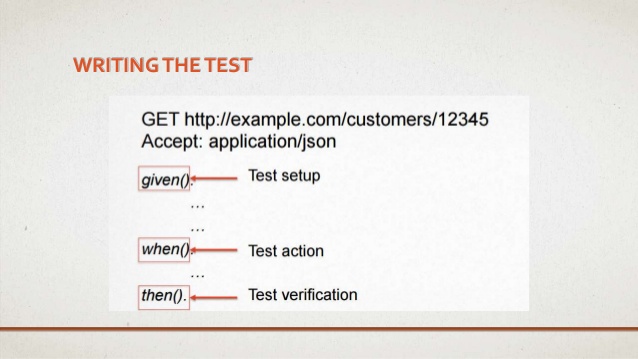 WRITING THE TEST
GET http://example.com/customers/12345
Accept: application/json
given(). Test setup
...
...
when(). Test action
...
then(). Test verification